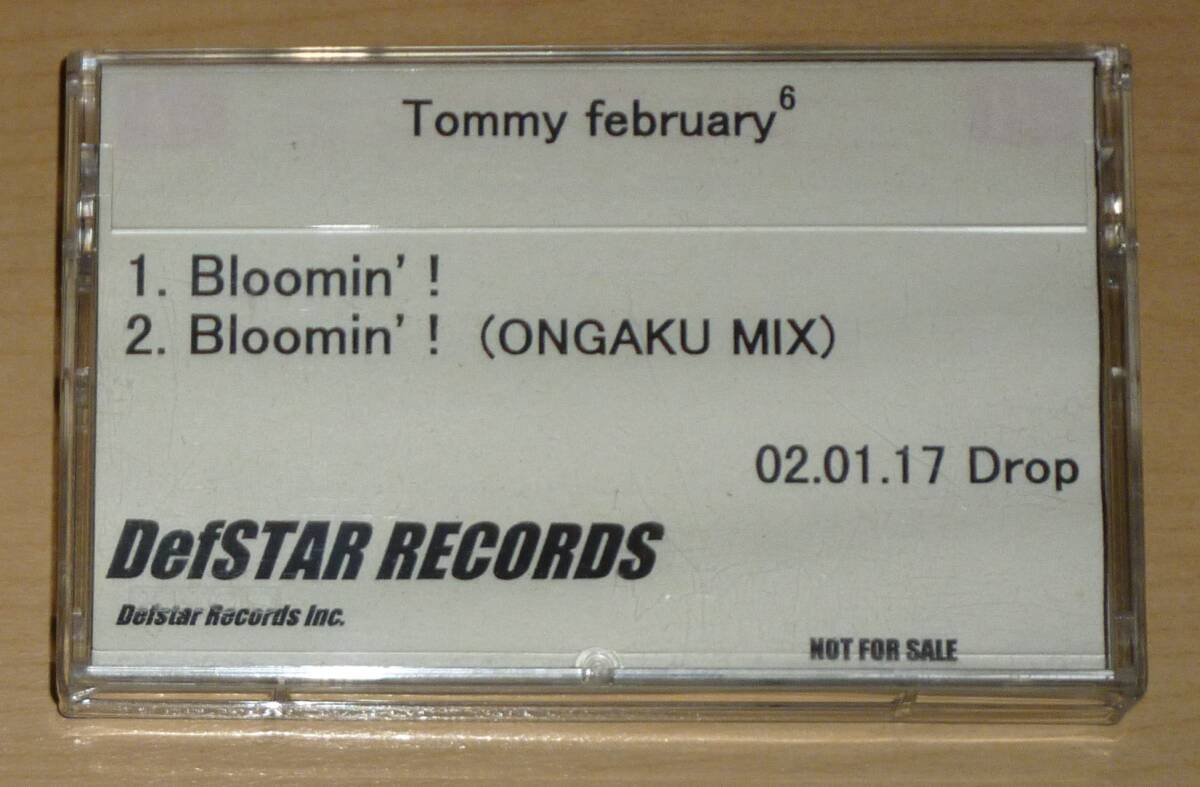 Tommy february⁶
1. Bloomin' !
2. Bloomin' ! (ONGAKU MIX)
02.01.17 Drop
DefSTAR RECORDS
Defstar Records Inc.
NOT FOR SALE